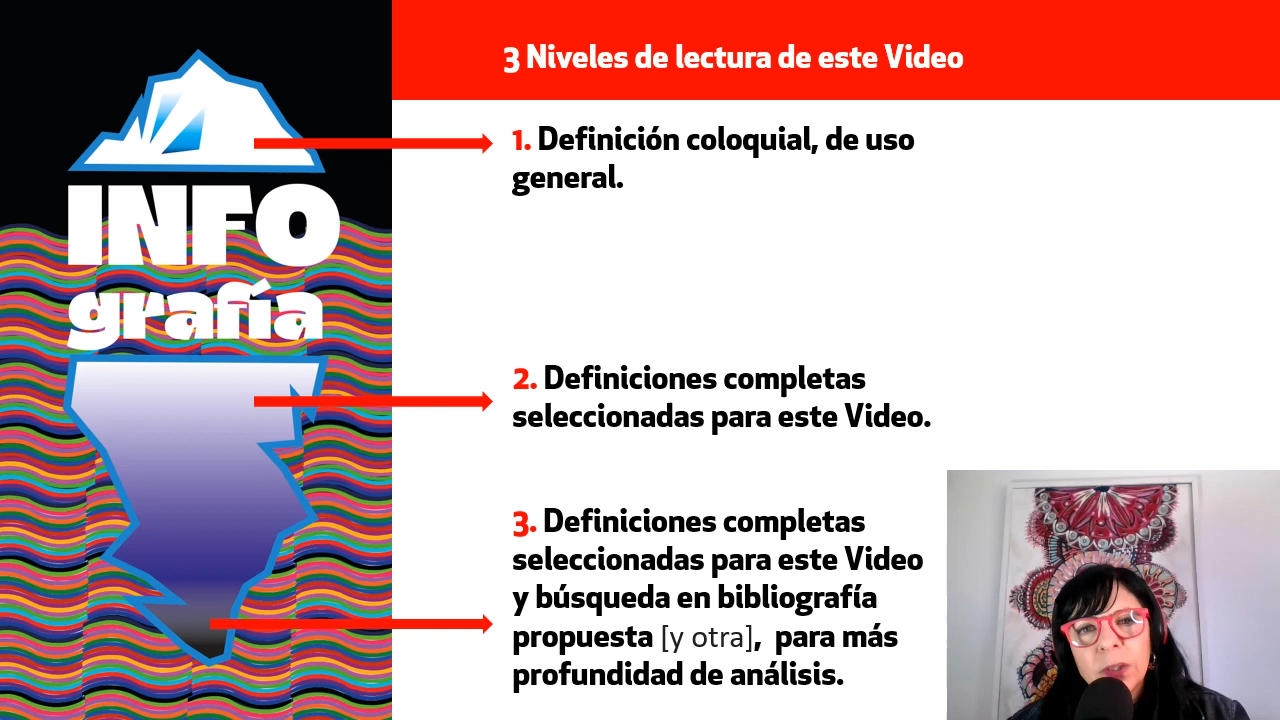 3 Niveles de lectura de este Video
INFO
grafía
1. Definición coloquial, de uso
general.
2. Definiciones completas
seleccionadas para este Video.
3. Definiciones completas
seleccionadas para este Video
y búsqueda en bibliografía
propuesta [y otra], para más
profundidad de análisis.